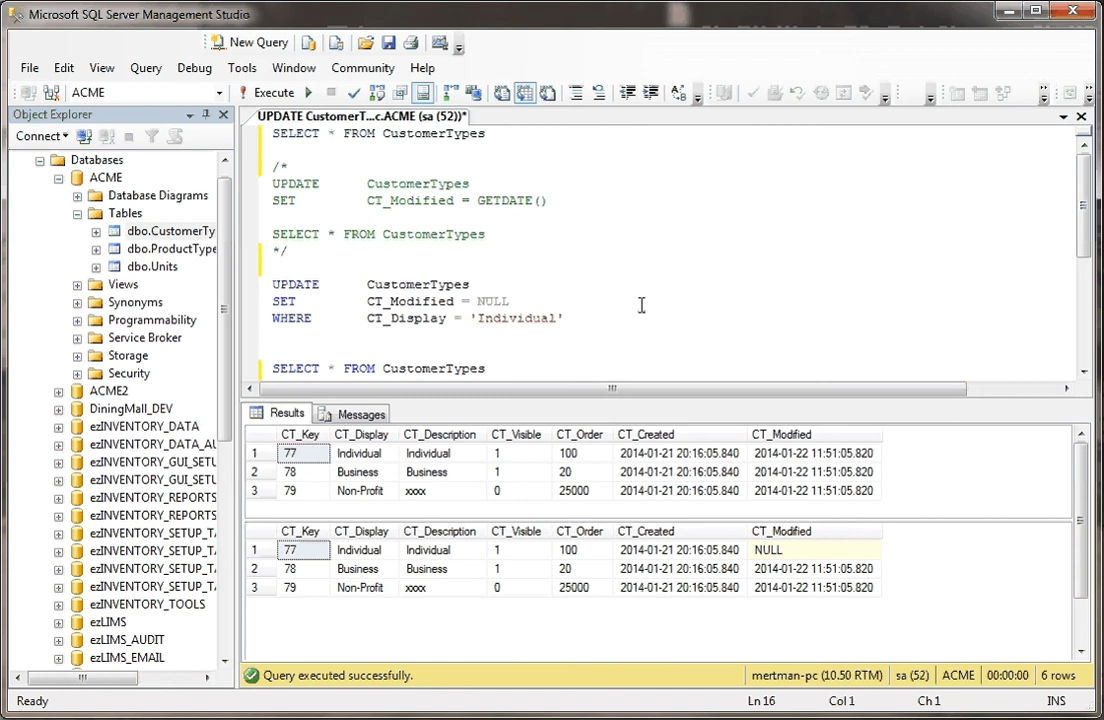 Microsoft SQL Server Management Studio
New Query
File Edit View Query Debug Tools Window Community Help
ACME Execute
Object Explorer
UPDATE CustomerT...c.ACME (sa (52))*
Connect
Databases
ACME
Database Diagrams
Tables
dbo.CustomerTy
dbo.ProductType
dbo.Units
Views
Synonyms
Programmability
Service Broker
Storage
Security
ACME2
DiningMall_DEV
ezINVENTORY_DATA
ezINVENTORY_DATA_AU
ezINVENTORY_GUI_SETU
ezINVENTORY_GUI_SETU
ezINVENTORY_REPORTS
ezINVENTORY_REPORTS
ezINVENTORY_SETUP_TA
ezINVENTORY_SETUP_TA
ezINVENTORY_SETUP_TA
ezINVENTORY_SETUP_TA
ezINVENTORY_TOOLS
ezLIMS
ezLIMS_AUDIT
ezLIMS_EMAIL
SELECT * FROM CustomerTypes
/*
UPDATE CustomerTypes
SET CT_Modified = GETDATE()
SELECT * FROM CustomerTypes
*/
UPDATE CustomerTypes
SET CT_Modified = NULL
WHERE CT_Display = 'Individual'
SELECT * FROM CustomerTypes
Results Messages
CT_Key CT_Display CT_Description CT_Visible CT_Order CT_Created CT_Modified
1 77 Individual Individual 1 100 2014-01-21 20:16:05.840 2014-01-22 11:51:05.820
2 78 Business Business 1 20 2014-01-21 20:16:05.840 2014-01-22 11:51:05.820
3 79 Non-Profit xxxx 0 25000 2014-01-21 20:16:05.840 2014-01-22 11:51:05.820
CT_Key CT_Display CT_Description CT_Visible CT_Order CT_Created CT_Modified
1 77 Individual Individual 1 100 2014-01-21 20:16:05.840 NULL
2 78 Business Business 1 20 2014-01-21 20:16:05.840 2014-01-22 11:51:05.820
3 79 Non-Profit xxxx 0 25000 2014-01-21 20:16:05.840 2014-01-22 11:51:05.820
Query executed successfully. mertman-pc (10.50 RTM) sa (52) ACME 00:00:00 6 rows
Ready Ln 16 Col 1 Ch 1 INS